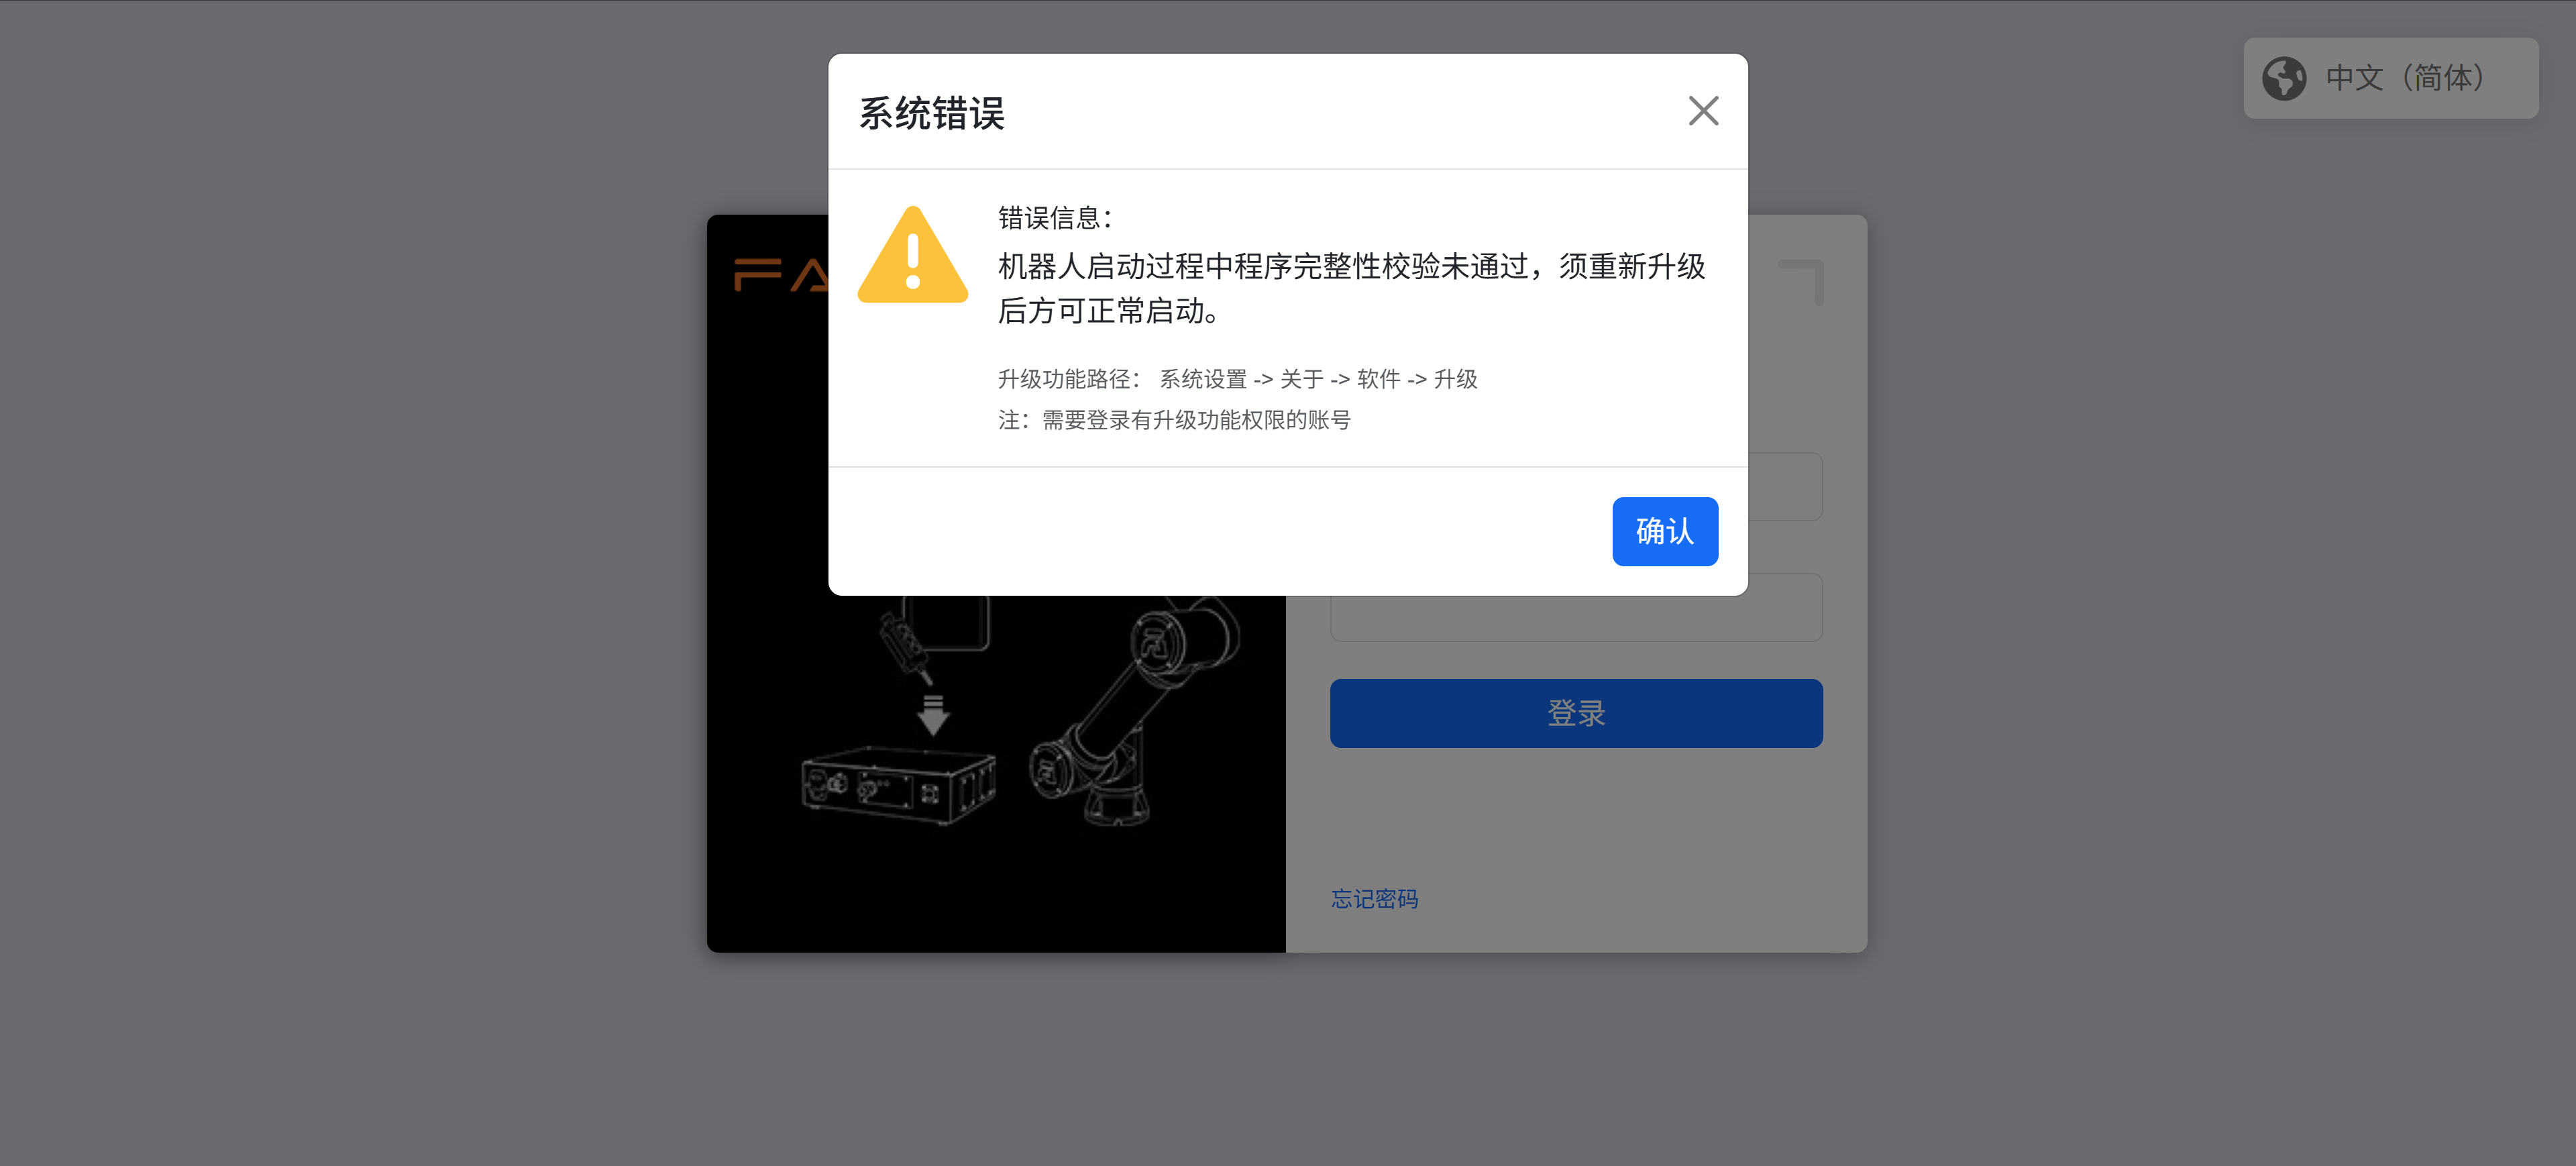 中文（简体）
系统错误
错误信息：
机器人启动过程中程序完整性校验未通过，须重新升级
后方可正常启动。
升级功能路径： 系统设置 -> 关于 -> 软件 -> 升级
注：需要登录有升级功能权限的账号
确认
登录
忘记密码